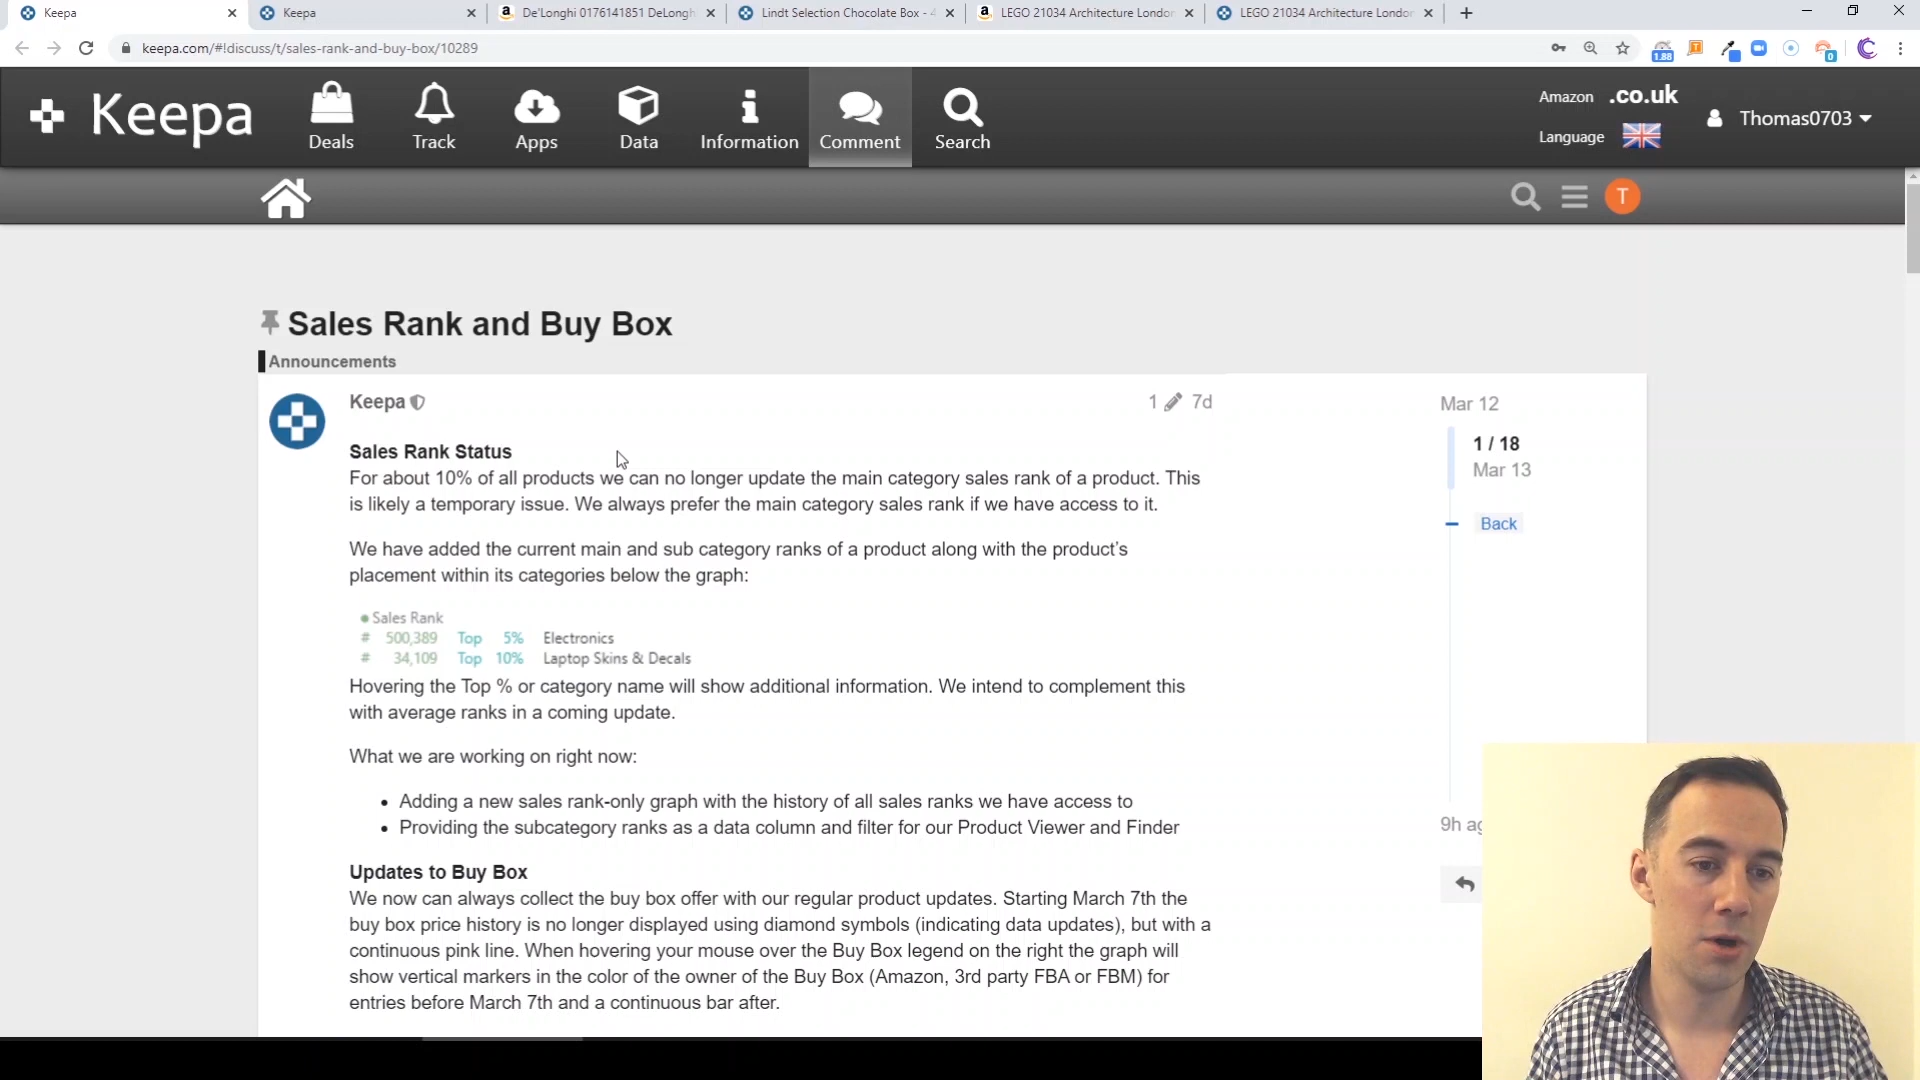 Keepa
Keepa
De'Longhi 0176141851 DeLongh
Lindt Selection Chocolate Box - 4
LEGO 21034 Architecture London
LEGO 21034 Architecture London
keepa.com/#!discuss/t/sales-rank-and-buy-box/10289
1.88
0
Keepa
Deals
Track
Apps
Data
Information
Comment
Search
Amazon .co.uk
Language
Thomas0703
T
Sales Rank and Buy Box
Announcements
Keepa
1
7d
Sales Rank Status
For about 10% of all products we can no longer update the main category sales rank of a product. This
is likely a temporary issue. We always prefer the main category sales rank if we have access to it.
We have added the current main and sub category ranks of a product along with the product's
placement within its categories below the graph:
Sales Rank
# 500,389 Top 5% Electronics
# 34,109 Top 10% Laptop Skins & Decals
Hovering the Top % or category name will show additional information. We intend to complement this
with average ranks in a coming update.
What we are working on right now:
• Adding a new sales rank-only graph with the history of all sales ranks we have access to
• Providing the subcategory ranks as a data column and filter for our Product Viewer and Finder
Updates to Buy Box
We now can always collect the buy box offer with our regular product updates. Starting March 7th the
buy box price history is no longer displayed using diamond symbols (indicating data updates), but with a
continuous pink line. When hovering your mouse over the Buy Box legend on the right the graph will
show vertical markers in the color of the owner of the Buy Box (Amazon, 3rd party FBA or FBM) for
entries before March 7th and a continuous bar after.
Mar 12
1 / 18
Mar 13
Back
9h ag